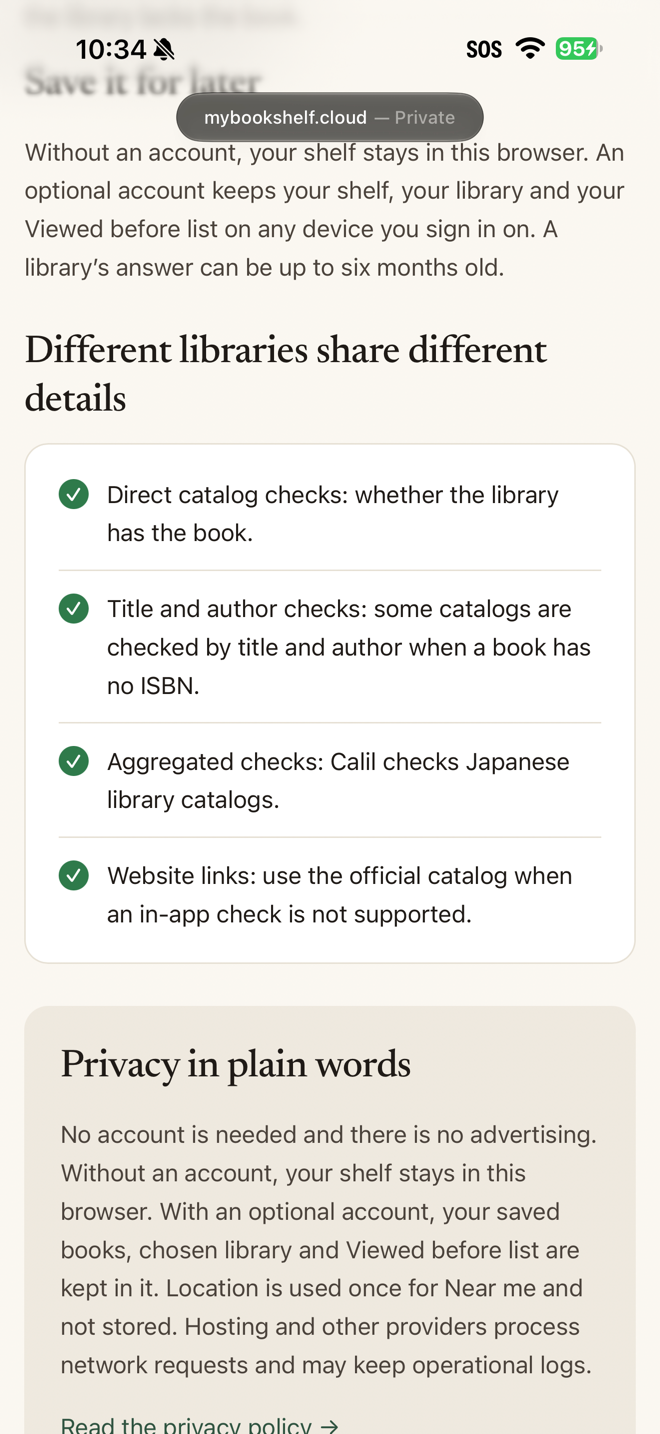 the library lacks the book.
10:34
SOS
95
Save it for later
mybookshelf.cloud — Private
Without an account, your shelf stays in this browser. An
optional account keeps your shelf, your library and your
Viewed before list on any device you sign in on. A
library’s answer can be up to six months old.
Different libraries share different
details
Direct catalog checks: whether the library
has the book.
Title and author checks: some catalogs are
checked by title and author when a book has
no ISBN.
Aggregated checks: Calil checks Japanese
library catalogs.
Website links: use the official catalog when
an in-app check is not supported.
Privacy in plain words
No account is needed and there is no advertising.
Without an account, your shelf stays in this
browser. With an optional account, your saved
books, chosen library and Viewed before list are
kept in it. Location is used once for Near me and
not stored. Hosting and other providers process
network requests and may keep operational logs.
Read the privacy policy →